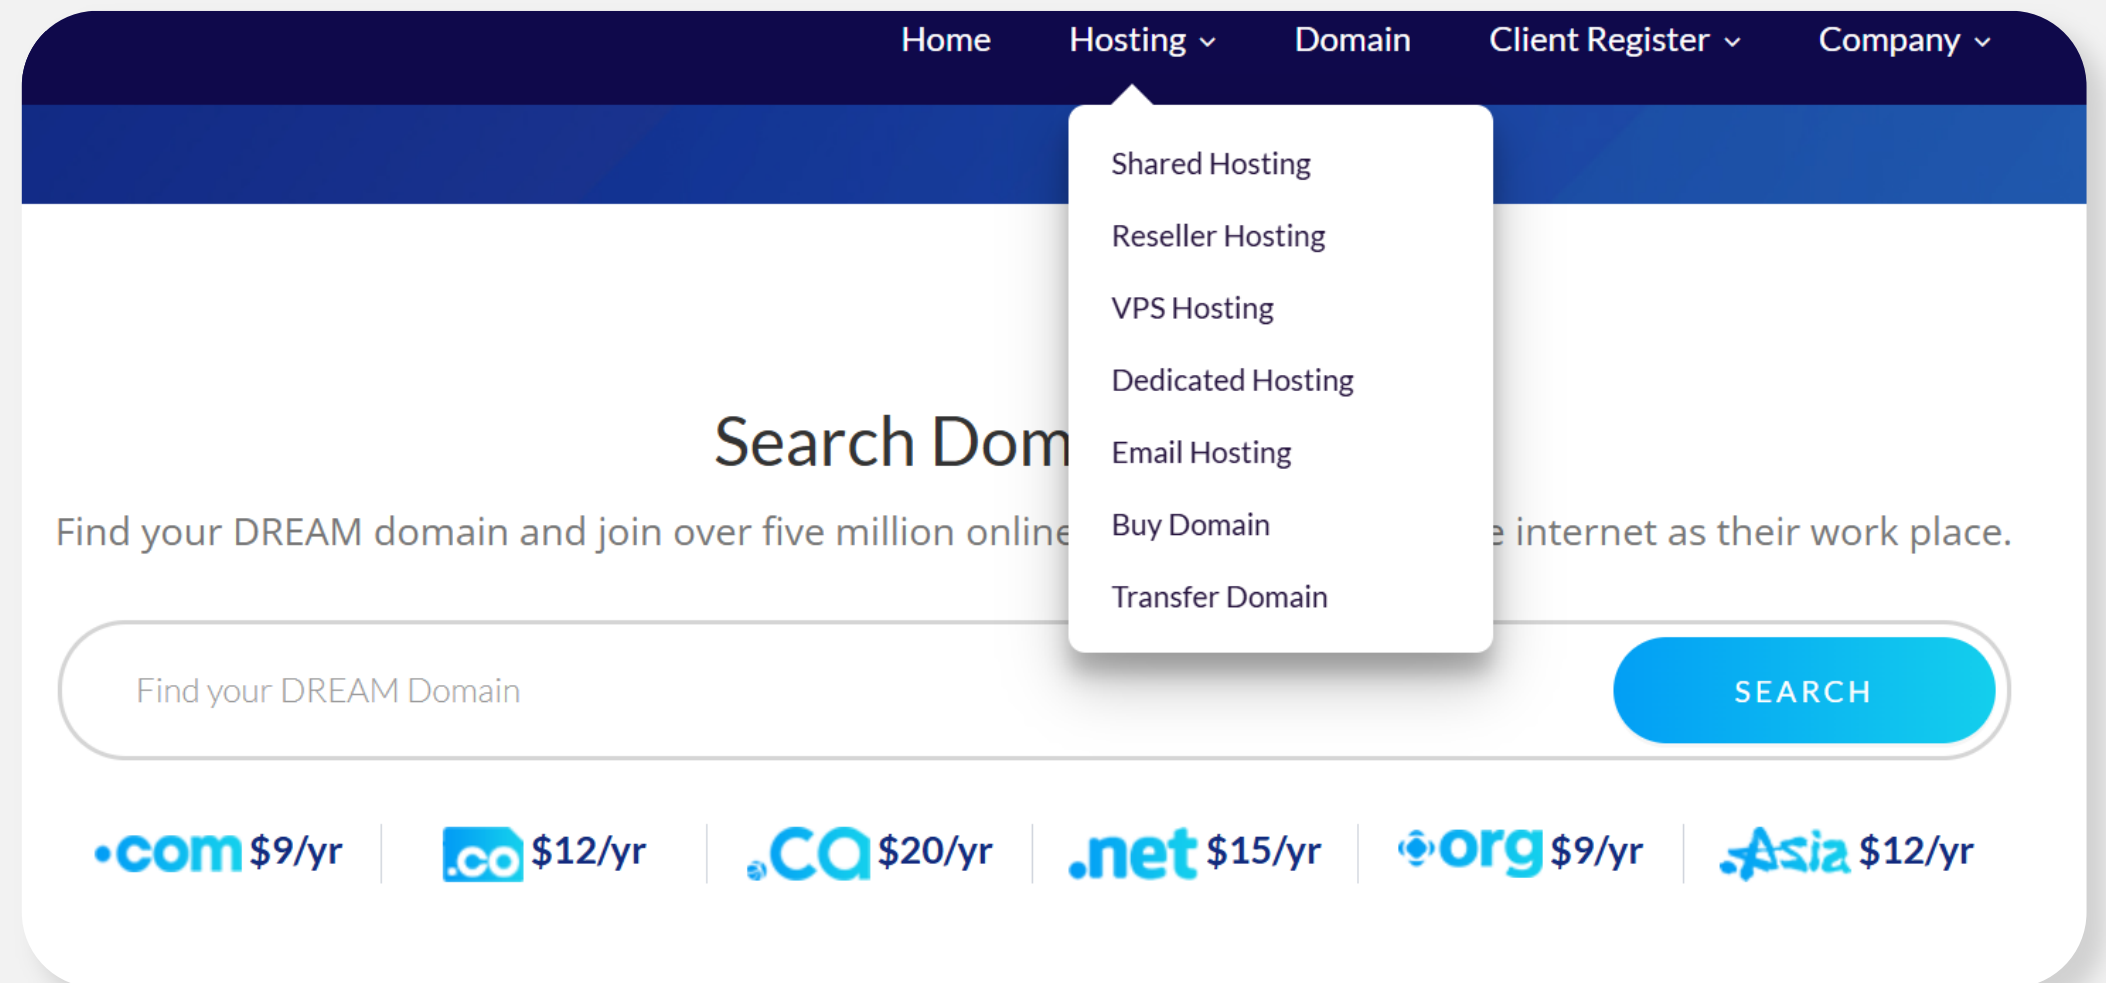 Home Hosting Domain Client Register Company
Shared Hosting
Reseller Hosting
VPS Hosting
Dedicated Hosting
Email Hosting
Buy Domain
Transfer Domain
Search Dom
Find your DREAM domain and join over five million online e internet as their work place.
Find your DREAM Domain SEARCH
.com $9/yr .co $12/yr .ca $20/yr .net $15/yr org $9/yr .Asia $12/yr